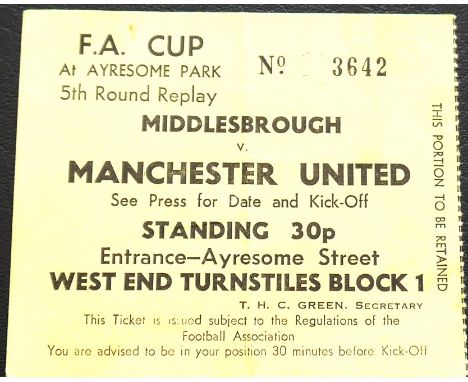 F.A. CUP
At AYRESOME PARK
Nº 3642
5th Round Replay
MIDDLESBROUGH
v.
MANCHESTER UNITED
See Press for Date and Kick-Off
STANDING 30p
Entrance—Ayresome Street
WEST END TURNSTILES BLOCK 1
T. H. C. GREEN, SECRETARY
This Ticket is issued subject to the Regulations of the
Football Association
You are advised to be in your position 30 minutes before Kick-Off
THIS PORTION TO BE RETAINED